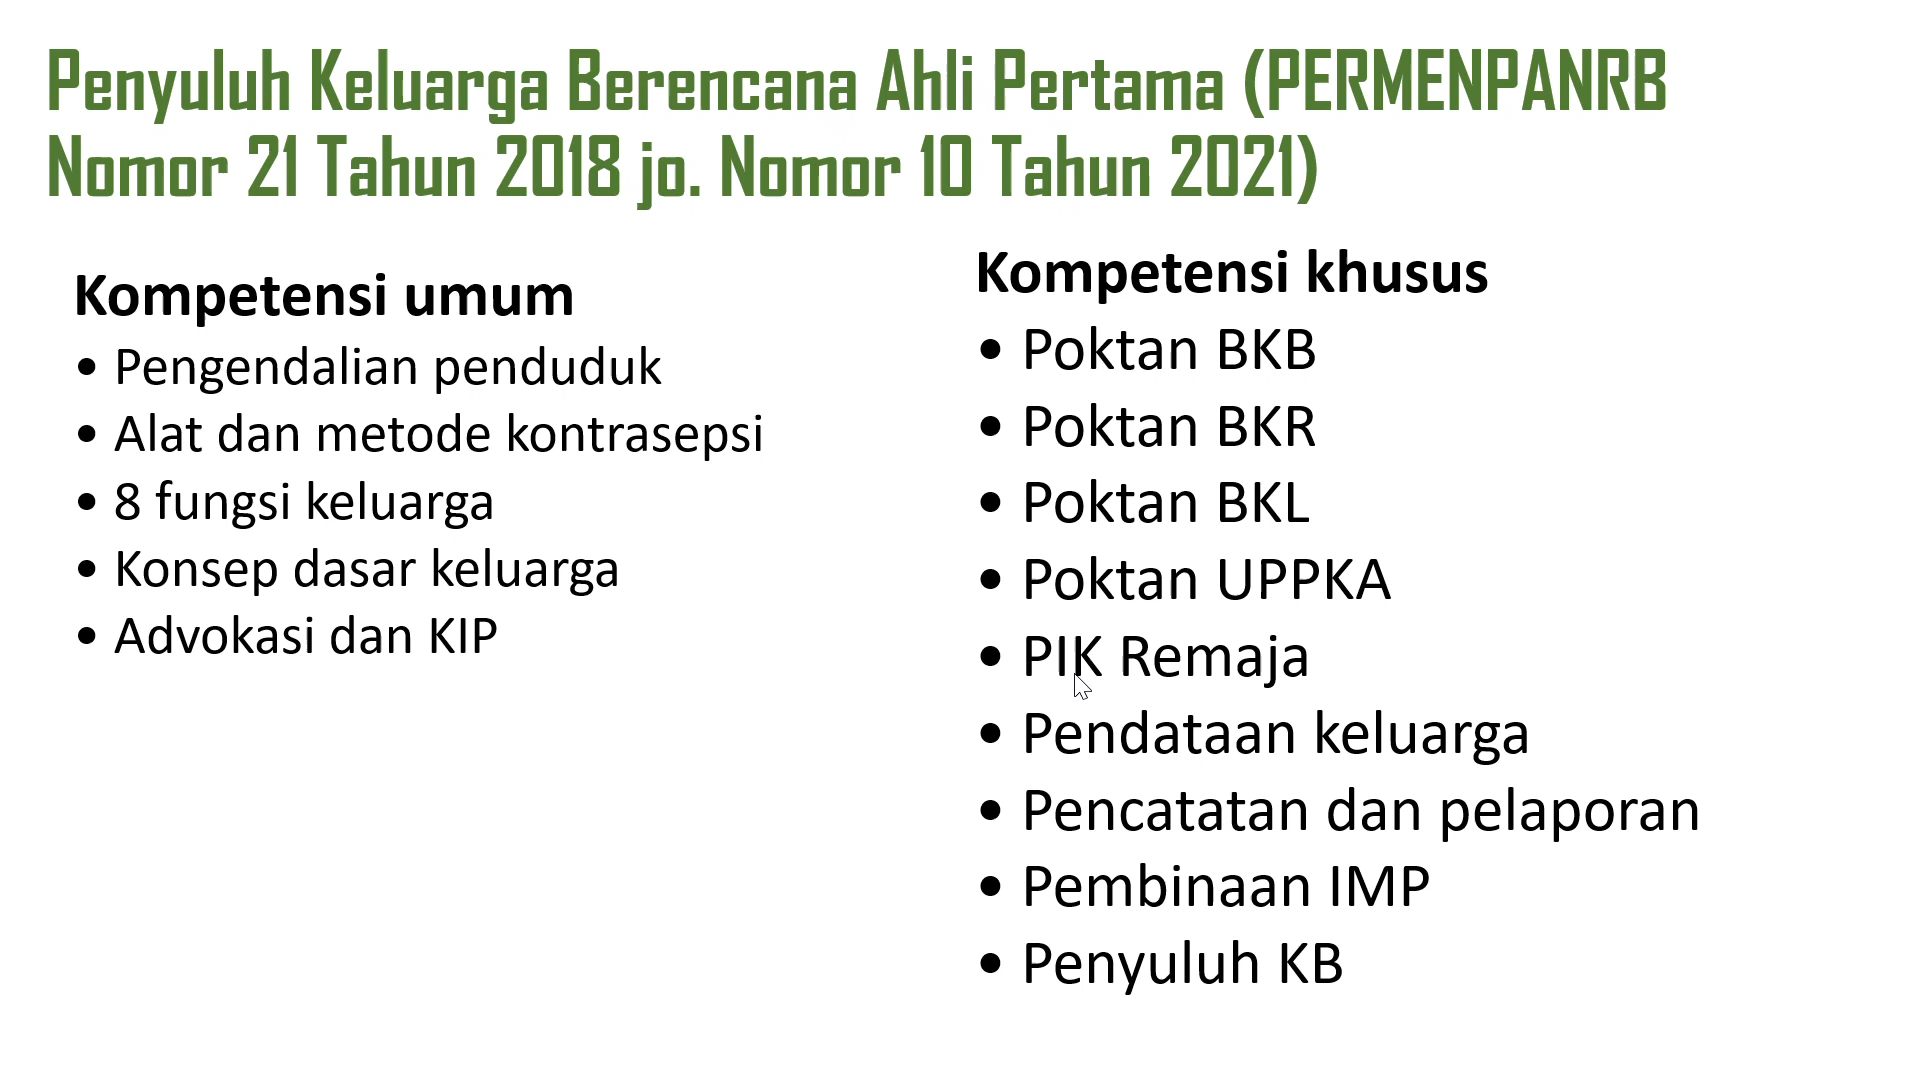 Penyuluh Keluarga Berencana Ahli Pertama (PERMENPANRB
Nomor 21 Tahun 2018 jo. Nomor 10 Tahun 2021)
Kompetensi umum
• Pengendalian penduduk
• Alat dan metode kontrasepsi
• 8 fungsi keluarga
• Konsep dasar keluarga
• Advokasi dan KIP
Kompetensi khusus
• Poktan BKB
• Poktan BKR
• Poktan BKL
• Poktan UPPKA
• PIK Remaja
• Pendataan keluarga
• Pencatatan dan pelaporan
• Pembinaan IMP
• Penyuluh KB